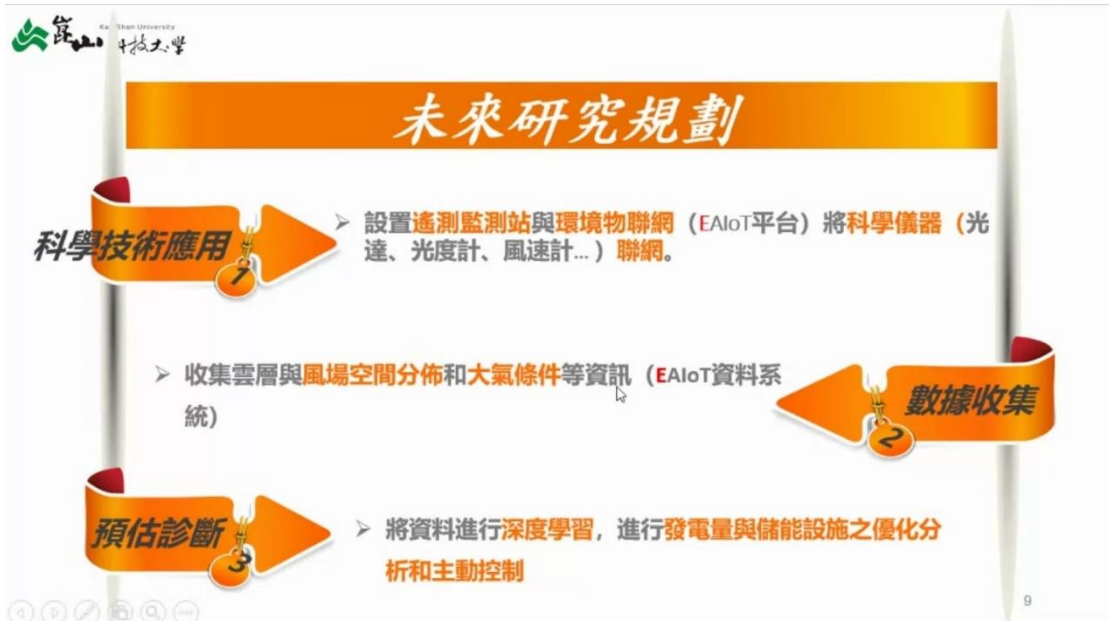 Kun Shan University
崑山科技大學
未來研究規劃
科學技術應用
1
➢ 設置遙測監測站與環境物聯網（EAIoT平台）將科學儀器（光
達、光度計、風速計...）聯網。
➢ 收集雲層與風場空間分佈和大氣條件等資訊（EAIoT資料系
統）
數據收集
2
預估診斷
3
➢ 將資料進行深度學習，進行發電量與儲能設施之優化分
析和主動控制
9